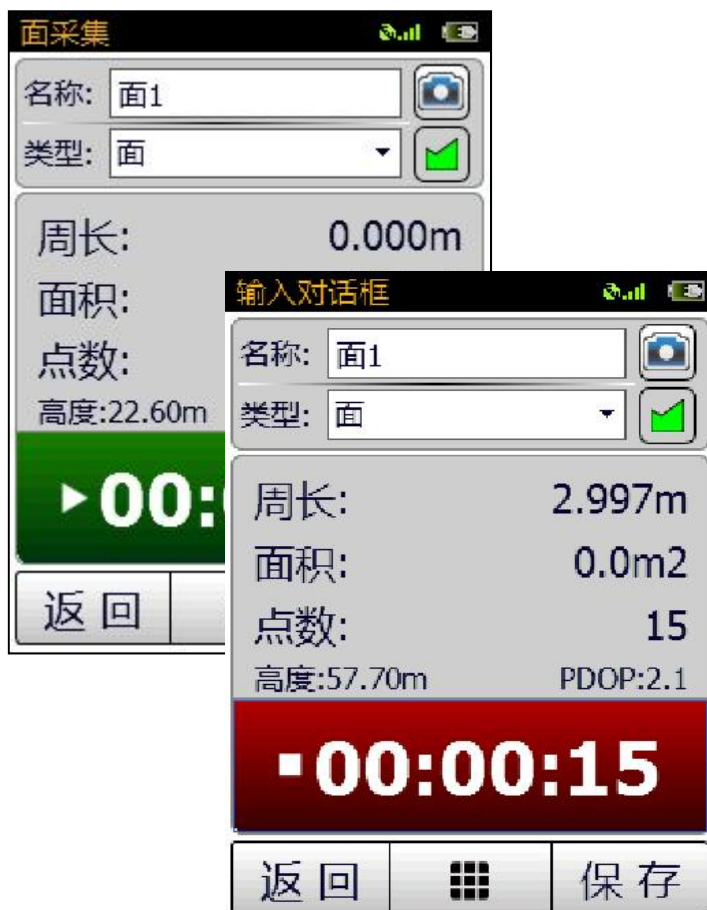 面采集
名称: 面1
类型: 面
周长: 0.000m
面积:
点数:
高度:22.60m
00:
返回
输入对话框
名称: 面1
类型: 面
周长: 2.997m
面积: 0.0m2
点数: 15
高度:57.70m PDOP:2.1
00:00:15
返回 保存